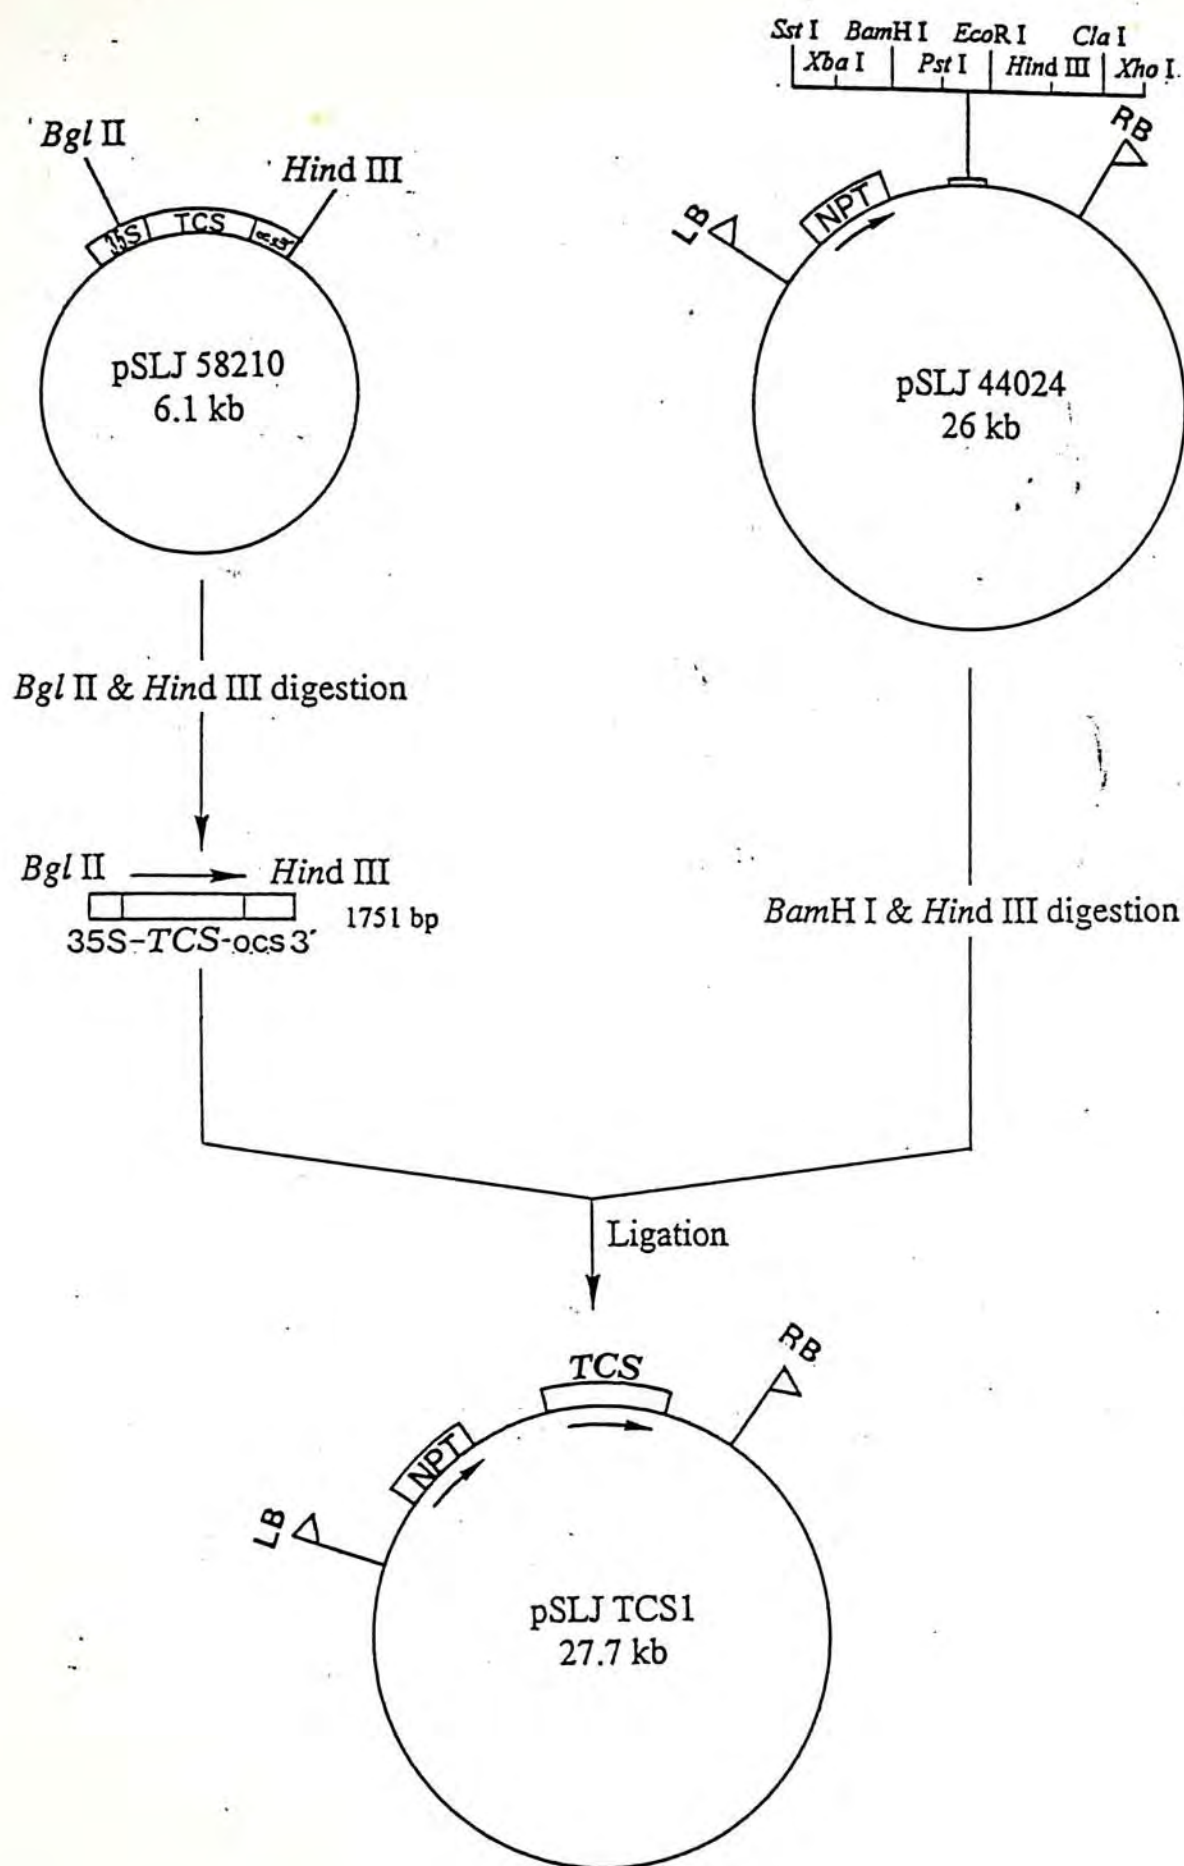 Sst I BamH I EcoR I Cla I
Xba I Pst I Hind III Xho I
Bgl II
Hind III
35S TCS ocs3'
pSLJ 58210
6.1 kb
LB
NPT
RB
pSLJ 44024
26 kb
Bgl II & Hind III digestion
Bgl II Hind III
1751 bp
35S-TCS-ocs 3'
BamH I & Hind III digestion
Ligation
LB
NPT
TCS
RB
pSLJ TCS1
27.7 kb